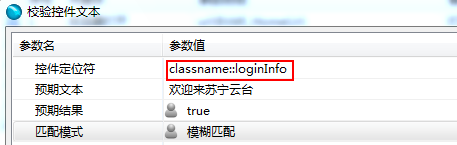 校验控件文本
参数名 参数值
控件定位符 classname::loginInfo
预期文本 欢迎来苏宁云台
预期结果 true
匹配模式 模糊匹配